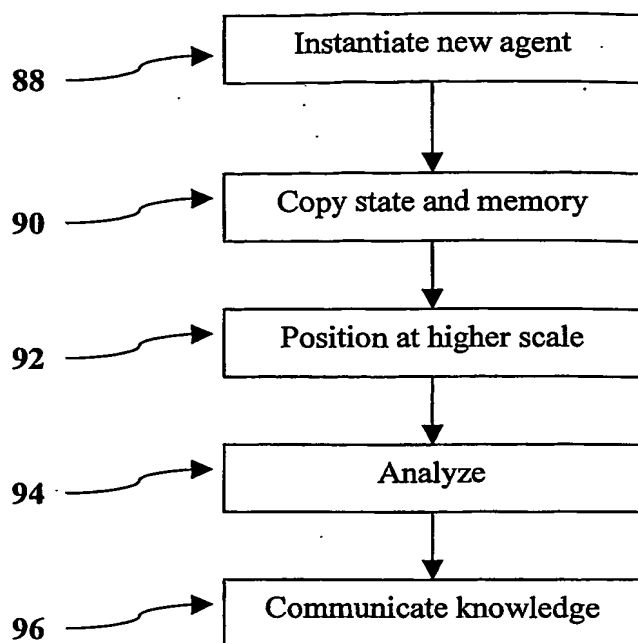 Instantiate new agent
88
Copy state and memory
90
Position at higher scale
92
Analyze
94
Communicate knowledge
96